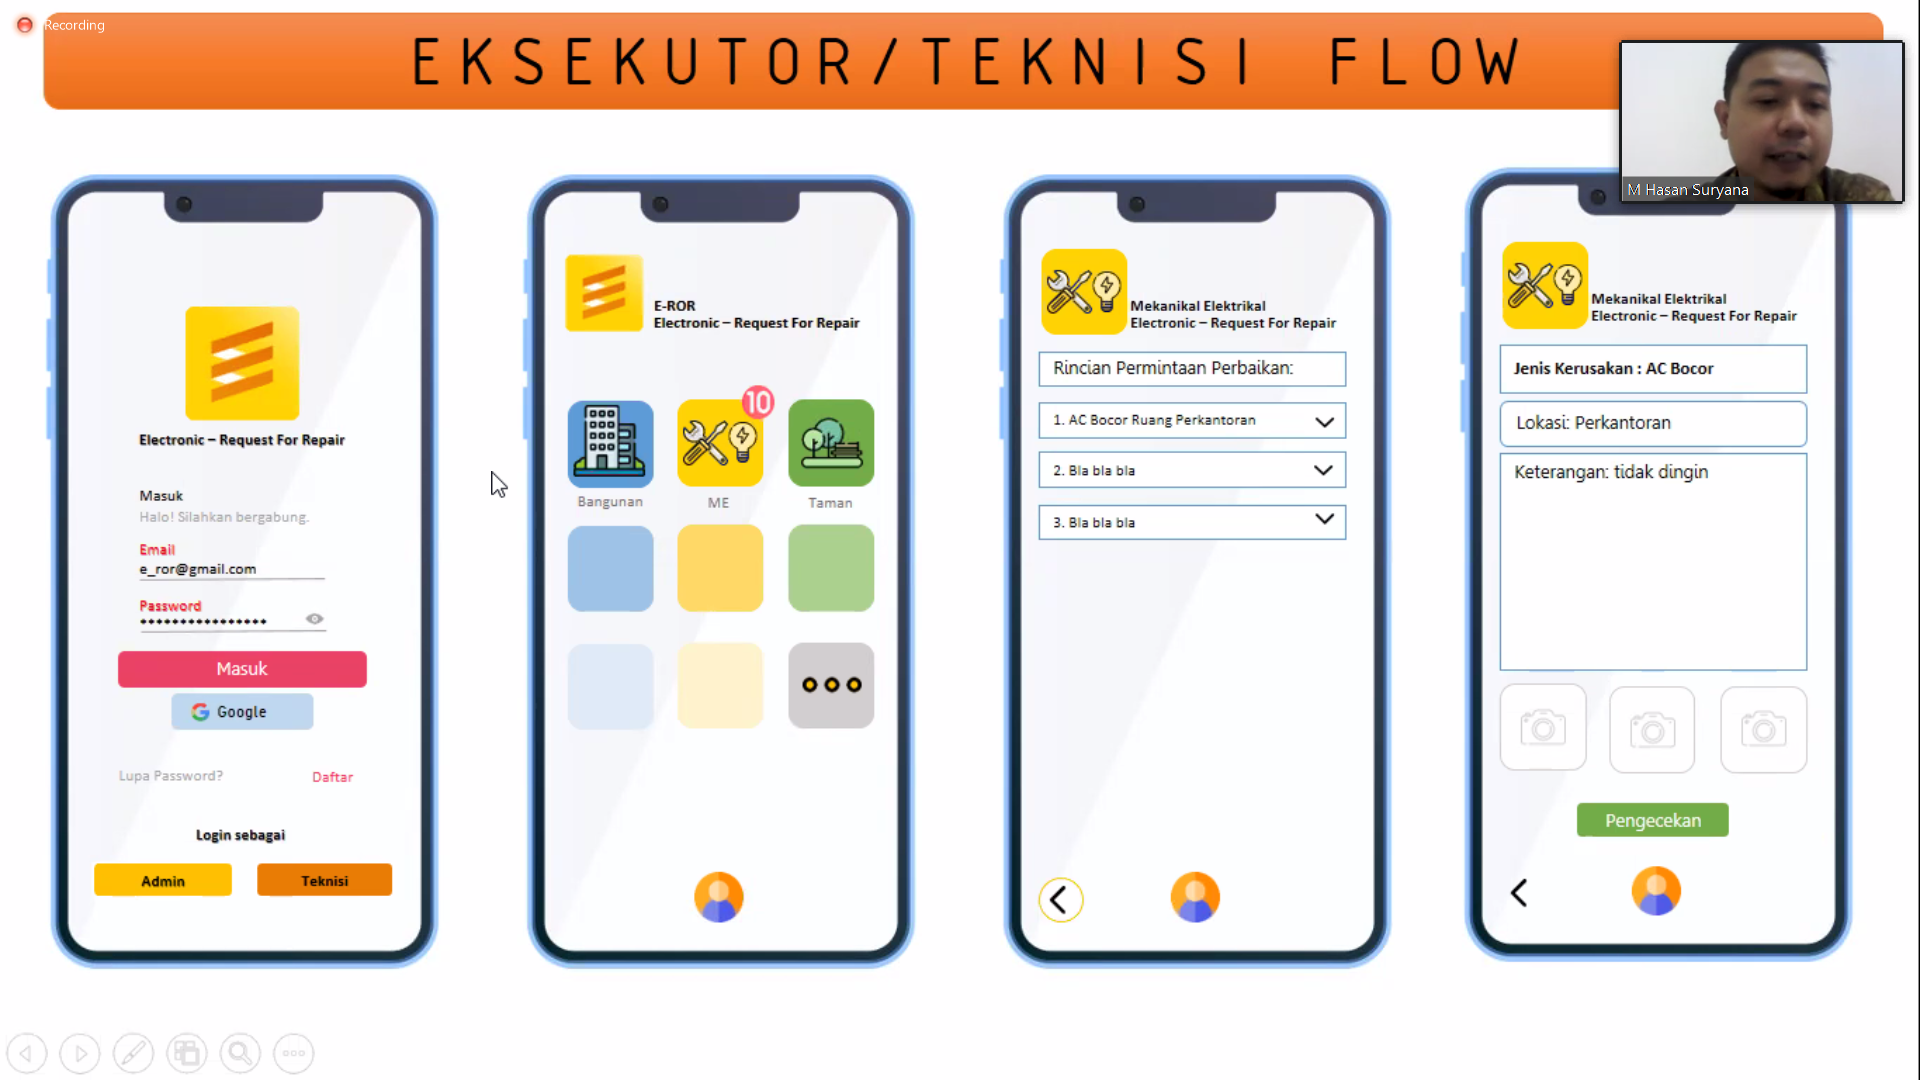 Recording
EKSEKUTOR/TEKNISI FLOW
M Hasan Suryana
Electronic – Request For Repair
Masuk
Halo! Silahkan bergabung.
Email
e_ror@gmail.com
Password
****************
Masuk
Google
Lupa Password?
Daftar
Login sebagai
Admin
Teknisi
E-ROR
Electronic – Request For Repair
10
Bangunan
ME
Taman
Mekanikal Elektrikal
Electronic – Request For Repair
Rincian Permintaan Perbaikan:
1. AC Bocor Ruang Perkantoran
2. Bla bla bla
3. Bla bla bla
Mekanikal Elektrikal
Electronic – Request For Repair
Jenis Kerusakan : AC Bocor
Lokasi: Perkantoran
Keterangan: tidak dingin
Pengecekan